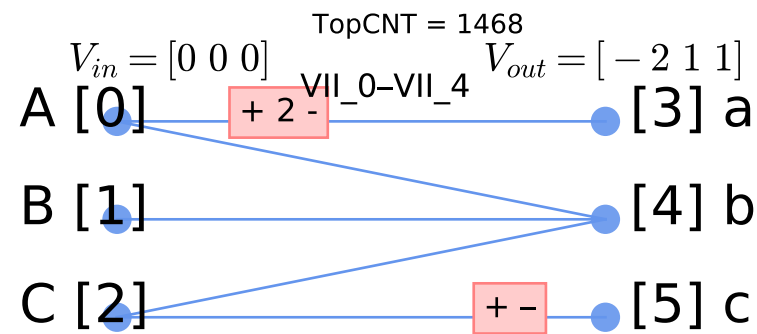 TopCNT = 1468
V_in = [0 0 0]
V_out = [ − 2 1 1]
VII_0–VII_4
A [0]
+ 2 -
[3] a
B [1]
[4] b
C [2]
+ –
[5] c